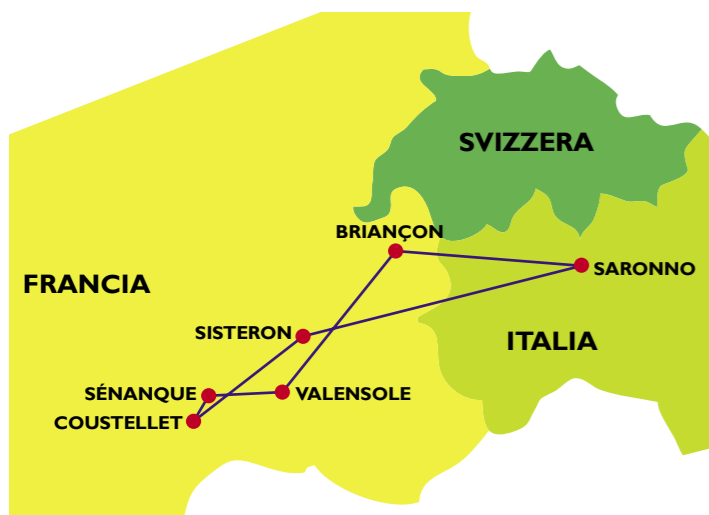 SVIZZERA
BRIANÇON
SARONNO
FRANCIA
SISTERON
ITALIA
SÉNANQUE
VALENSOLE
COUSTELLET